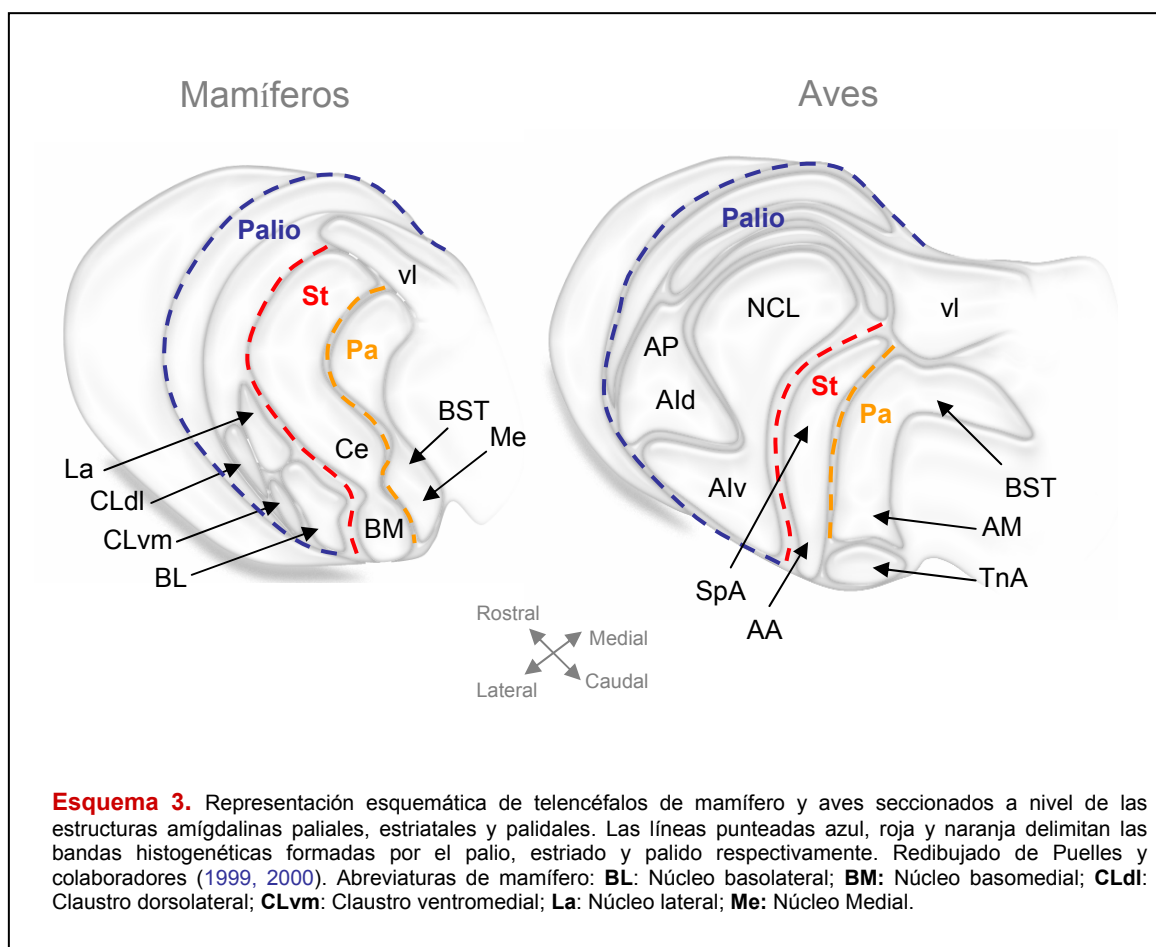 Mamíferos
Aves
Palio
St
vl
Pa
Ce
BST
Me
La
CLdl
CLvm
BL
BM
Palio
NCL
vl
AP
St
Ald
Pa
Alv
BST
AM
SpA
TnA
AA
Rostral
Medial
Lateral
Caudal
Esquema 3. Representación esquemática de telencéfalos de mamífero y aves seccionados a nivel de las
estructuras amígdalinas paliales, estriatales y palidales. Las líneas punteadas azul, roja y naranja delimitan las
bandas histogenéticas formadas por el palio, estriado y palido respectivamente. Redibujado de Puelles y
colaboradores (1999, 2000). Abreviaturas de mamífero: BL: Núcleo basolateral; BM: Núcleo basomedial; CLdl:
Claustro dorsolateral; CLvm: Claustro ventromedial; La: Núcleo lateral; Me: Núcleo Medial.